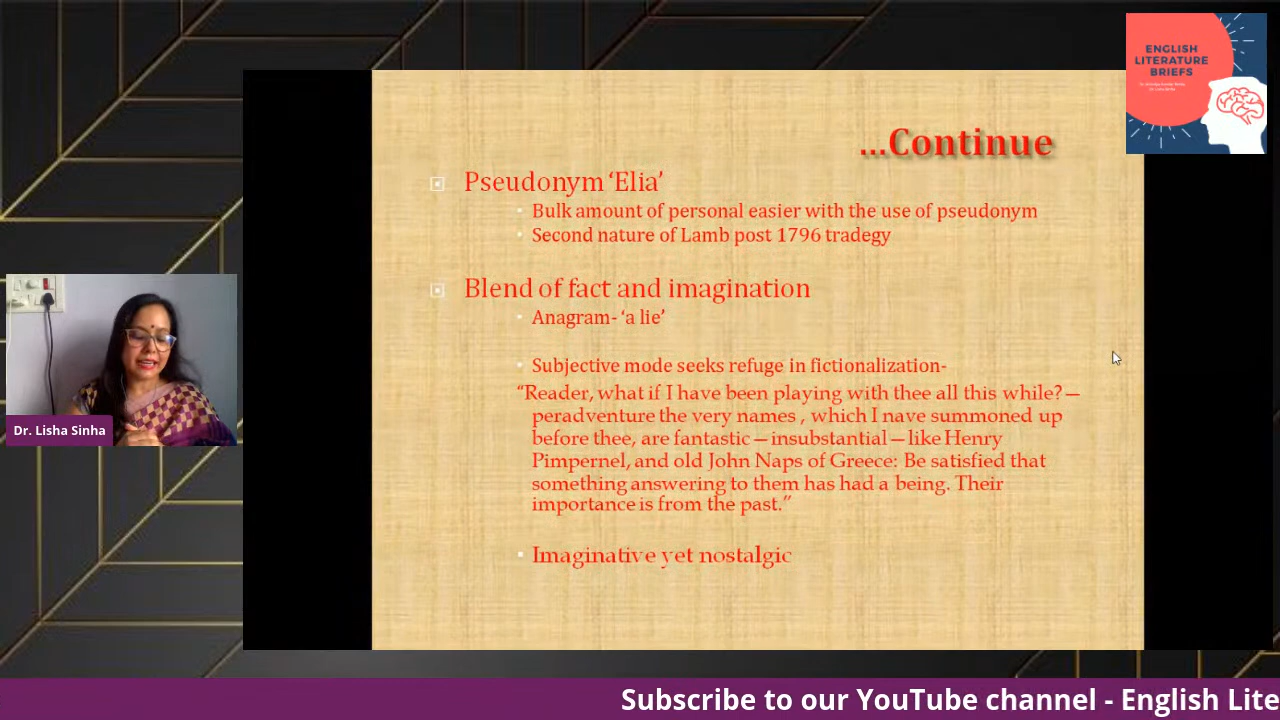 ENGLISH
LITERATURE
BRIEFS
...Continue
Pseudonym ‘Elia’
Bulk amount of personal easier with the use of pseudonym
Second nature of Lamb post 1796 tradegy
Blend of fact and imagination
Anagram- ‘a lie’
Subjective mode seeks refuge in fictionalization-
“Reader, what if I have been playing with thee all this while?—
peradventure the very names , which I nave summoned up
before thee, are fantastic—insubstantial—like Henry
Pimpernel, and old John Naps of Greece: Be satisfied that
something answering to them has had a being. Their
importance is from the past.”
Imaginative yet nostalgic
Dr. Lisha Sinha
Subscribe to our YouTube channel - English Lite